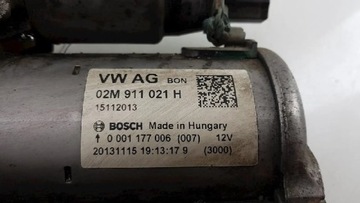 VW AG BON
02M 911 021 H
15112013
BOSCH Made in Hungary
↑ 0 001 177 006 (007) 12V
20131115 19:13:17 9 (3000)